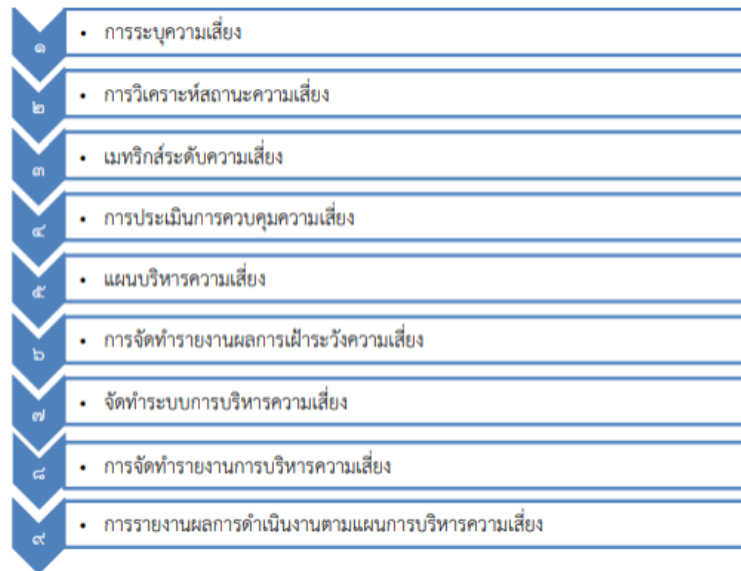 ๑
• การระบุความเสี่ยง
๒
• การวิเคราะห์สถานะความเสี่ยง
๓
• เมทริกส์ระดับความเสี่ยง
๔
• การประเมินการควบคุมความเสี่ยง
๕
• แผนบริหารความเสี่ยง
๖
• การจัดทำรายงานผลการเฝ้าระวังความเสี่ยง
๗
• จัดทำระบบการบริหารความเสี่ยง
๘
• การจัดทำรายงานการบริหารความเสี่ยง
๙
• การรายงานผลการดำเนินงานตามแผนการบริหารความเสี่ยง